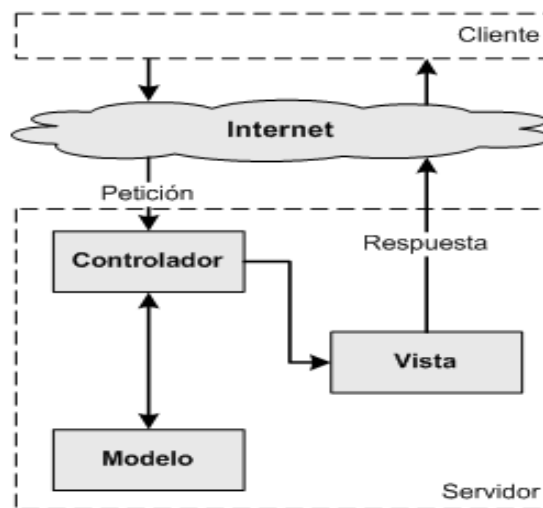 Cliente
Internet
Petición
Controlador
Respuesta
Vista
Modelo
Servidor